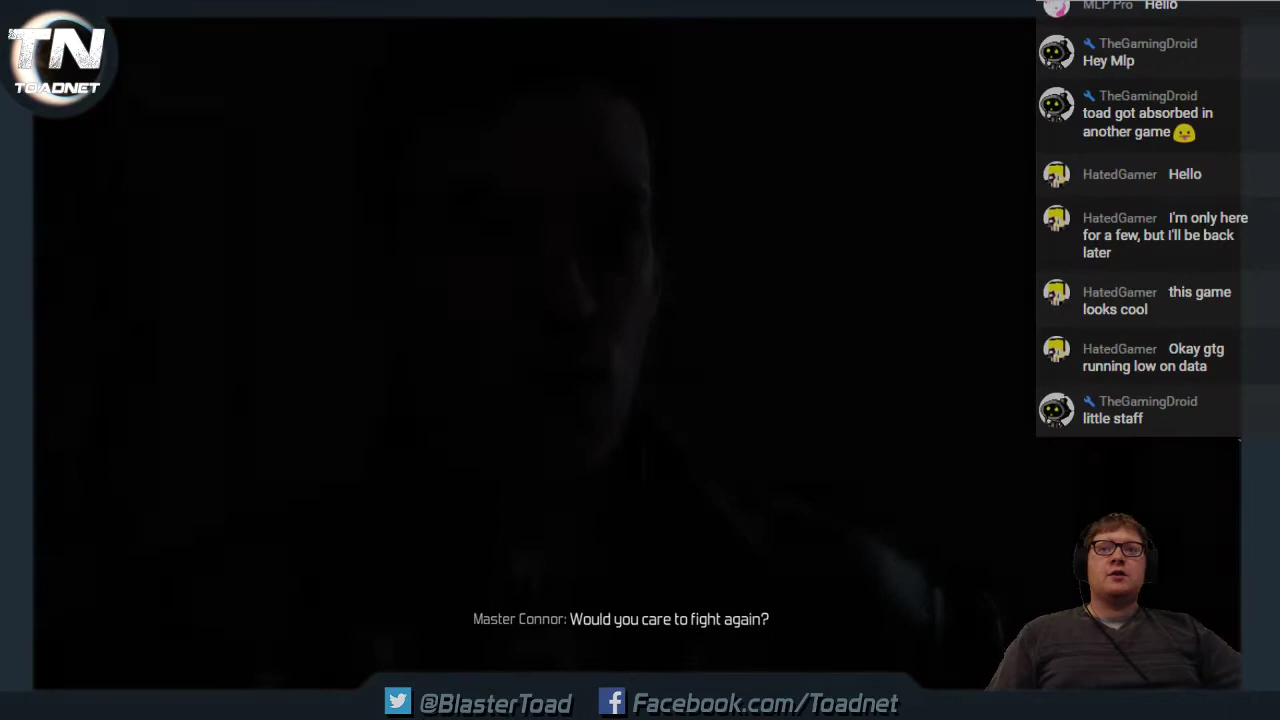 TN
TOADNET
MLP Pro Hello
TheGamingDroid
Hey Mlp
TheGamingDroid
toad got absorbed in
another game
HatedGamer Hello
HatedGamer I'm only here
for a few, but I'll be back
later
HatedGamer this game
looks cool
HatedGamer Okay gtg
running low on data
TheGamingDroid
little staff
Master Connor: Would you care to fight again?
@BlasterToad Facebook.com/Toadnet